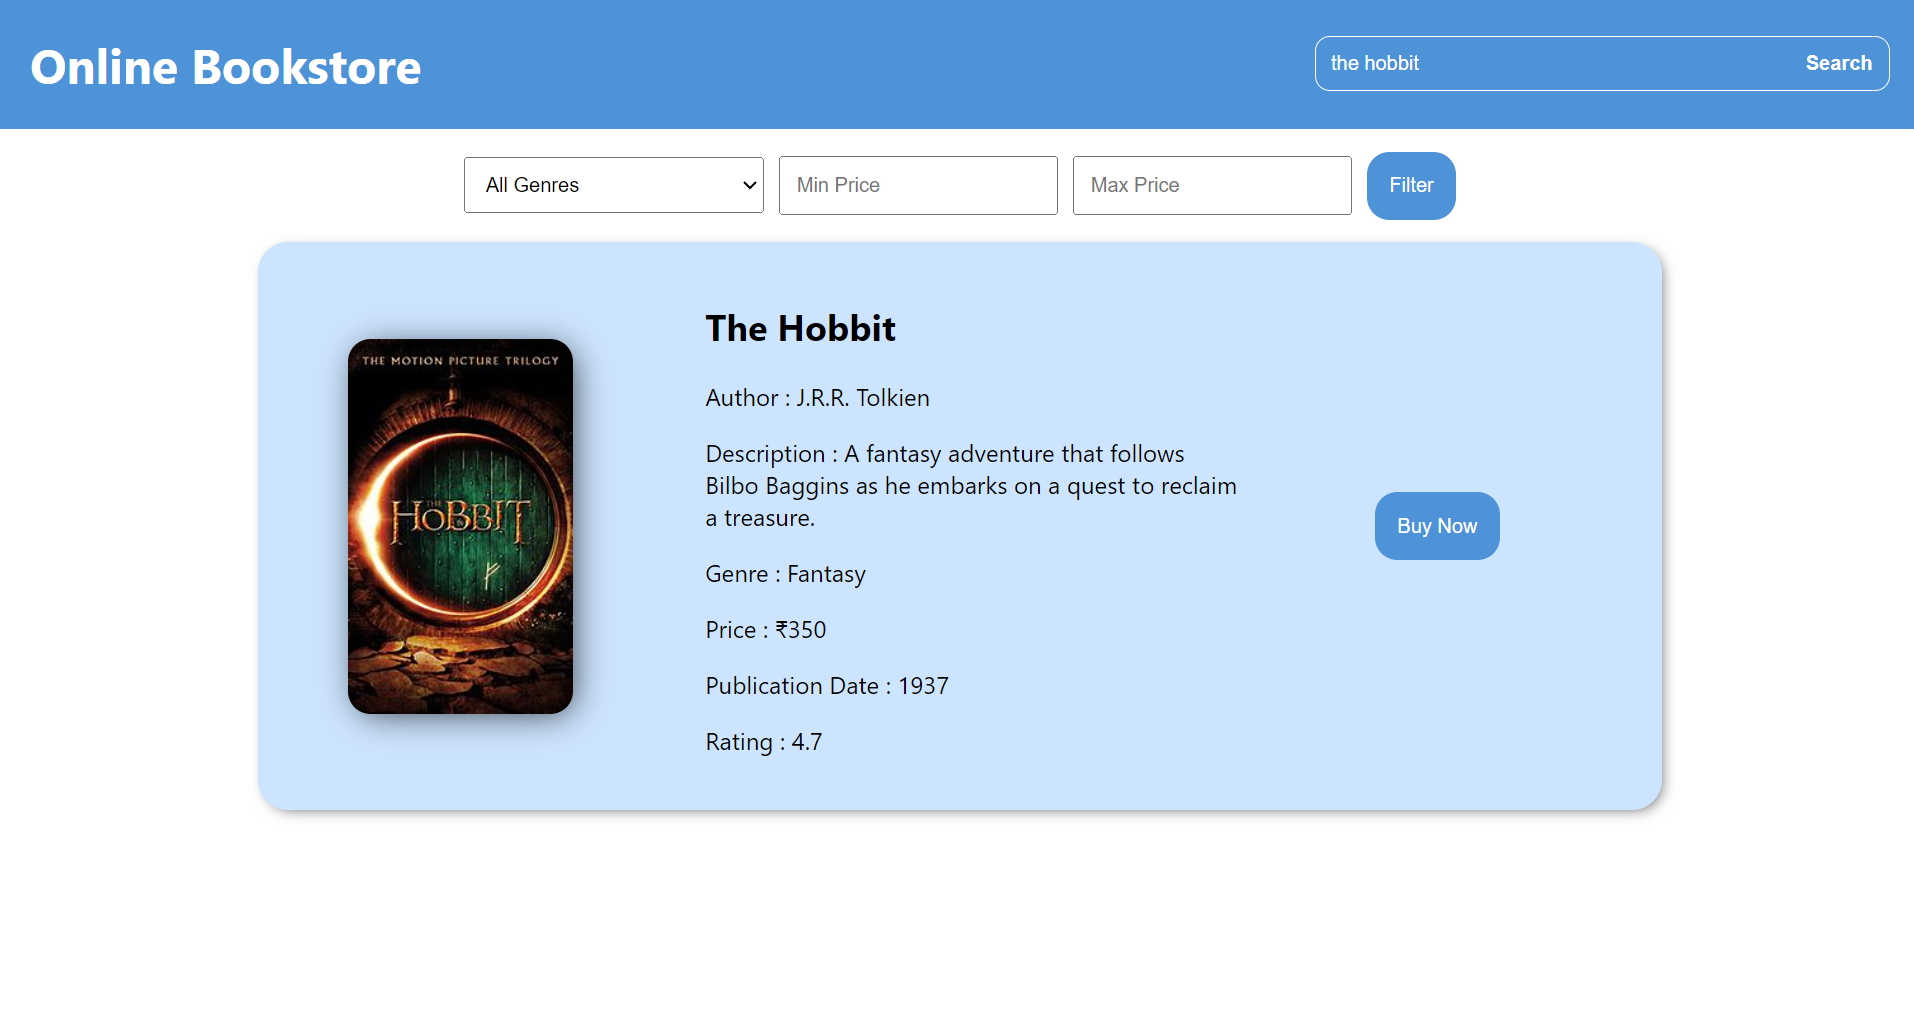 Online Bookstore
the hobbit Search
All Genres Min Price Max Price Filter
THE MOTION PICTURE TRILOGY
THE
HOBBIT
The Hobbit
Author : J.R.R. Tolkien
Description : A fantasy adventure that follows
Bilbo Baggins as he embarks on a quest to reclaim
a treasure.
Genre : Fantasy
Price : ₹350
Publication Date : 1937
Rating : 4.7
Buy Now